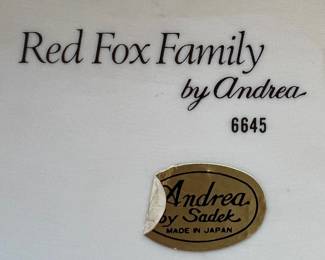 Red Fox Family
by Andrea
6645
Andrea
by Sadek
MADE IN JAPAN